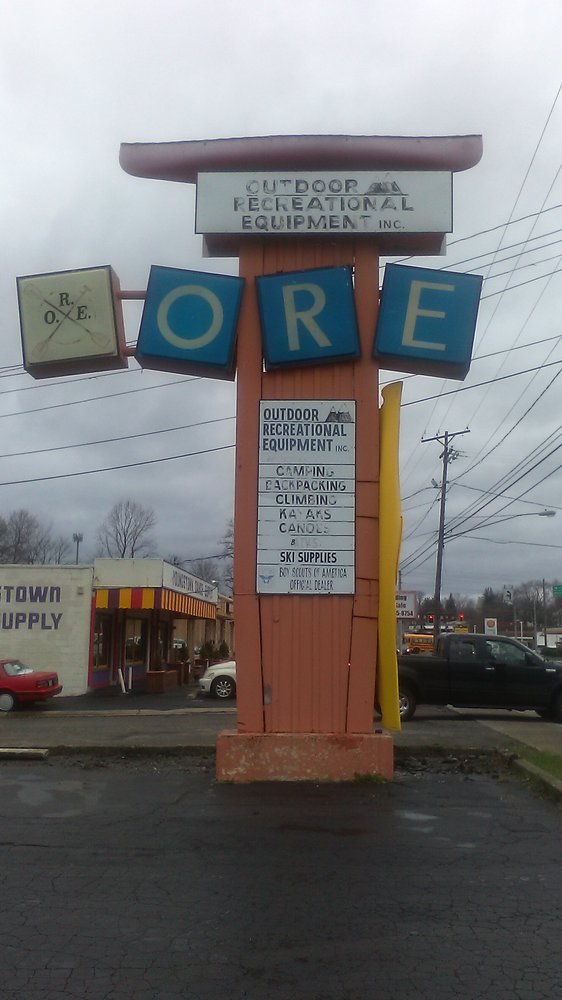 OUTDOOR
RECREATIONAL
EQUIPMENT INC.
R.
O. E.
O R E
OUTDOOR
RECREATIONAL
EQUIPMENT INC.
CAMPING
BACKPACKING
CLIMBING
KAYAKS
CANOES
SKI SUPPLIES
BOY SCOUTS OF AMERICA
OFFICIAL DEALER
STOWN
UPPLY